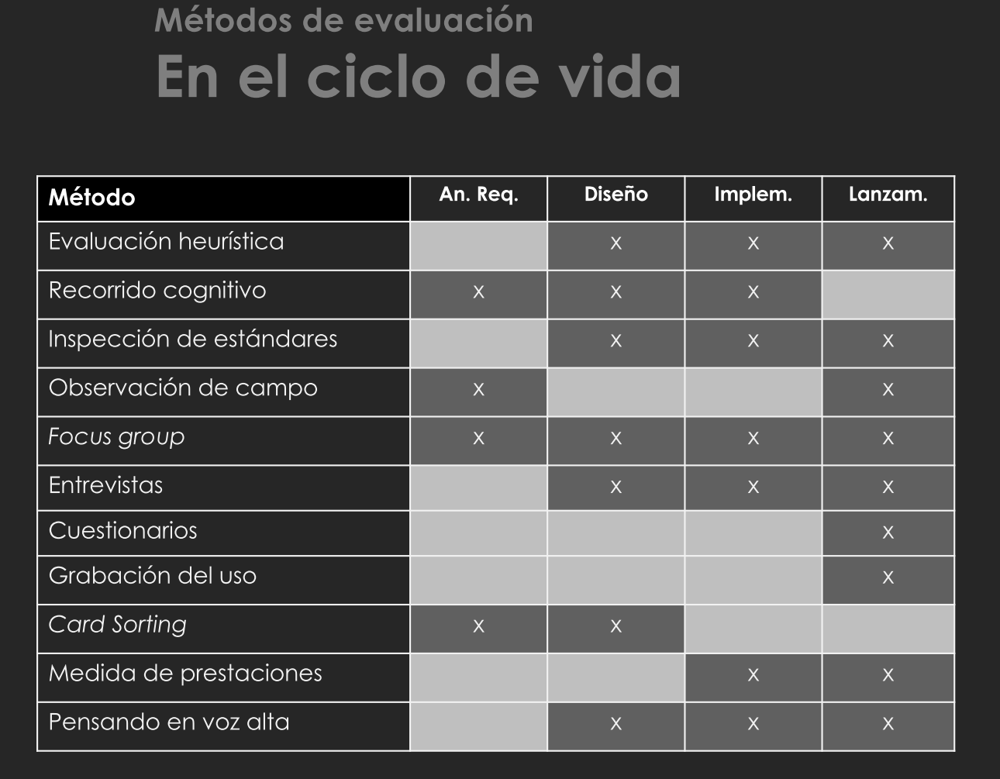 Métodos de evaluación
En el ciclo de vida
Método An. Req. Diseño Implem. Lanzam.
Evaluación heurística x x x
Recorrido cognitivo x x x
Inspección de estándares x x x
Observación de campo x x
Focus group x x x x
Entrevistas x x x
Cuestionarios x
Grabación del uso x
Card Sorting x x
Medida de prestaciones x x
Pensando en voz alta x x x